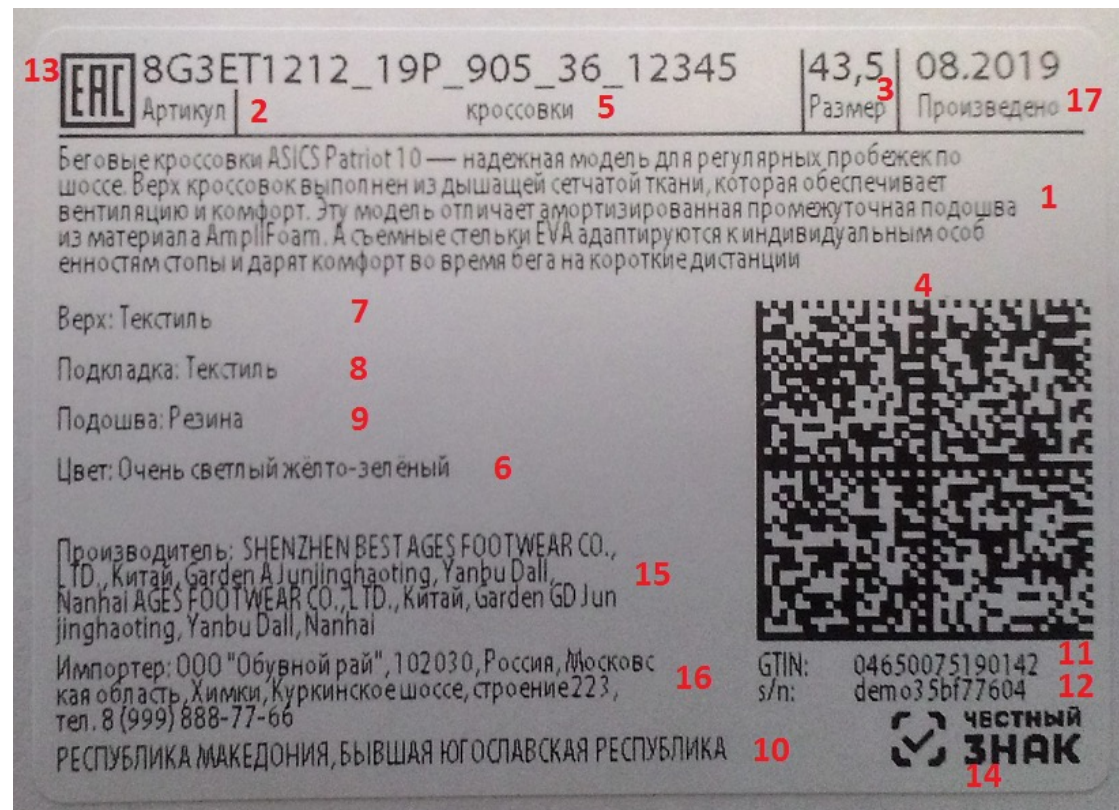 13 EAC 8G3ET1212_19P_905_36_12345 43,5 08.2019
Артикул 2 кроссовки 5 Размер 3 Произведено 17
Беговые кроссовки ASICS Patriot 10 — надежная модель для регулярных пробежек по
шоссе. Верх кроссовок выполнен из дышащей сетчатой ткани, которая обеспечивает
вентиляцию и комфорт. Эту модель отличает амортизированная промежуточная подошва 1
из материала AmpliFoam. А съемные стельки EVA адаптируются к индивидуальным особ
енностям стопы и дарят комфорт во время бега на короткие дистанции
4
Верх: Текстиль 7
Подкладка: Текстиль 8
Подошва: Резина 9
Цвет: Очень светлый жёлто-зелёный 6
Производитель: SHENZHEN BEST AGES FOOTWEAR CO.,
LTD., Китай, Garden A Junjinghaoting, Yanbu Dall, 15
Nanhai AGES FOOTWEAR CO., LTD., Китай, Garden GD Jun
jinghaoting, Yanbu Dall, Nanhai
Импортер: ООО "Обувной рай", 102030, Россия, Московс
кая область, Химки, Куркинское шоссе, строение 223, 16
тел. 8 (999) 888-77-66
РЕСПУБЛИКА МАКЕДОНИЯ, БЫВШАЯ ЮГОСЛАВСКАЯ РЕСПУБЛИКА 10
GTIN: 04650075190142 11
s/n: demo35bf77604 12
ЧЕСТНЫЙ
ЗНАК
14